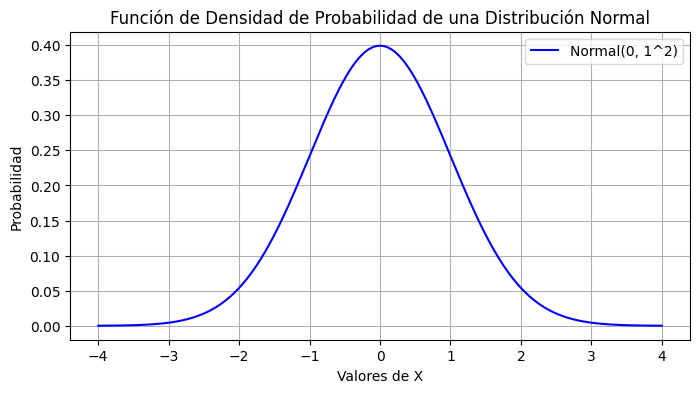 Función de Densidad de Probabilidad de una Distribución Normal
Normal(0, 1^2)
Probabilidad
0.40
0.35
0.30
0.25
0.20
0.15
0.10
0.05
0.00
−4 −3 −2 −1 0 1 2 3 4
Valores de X